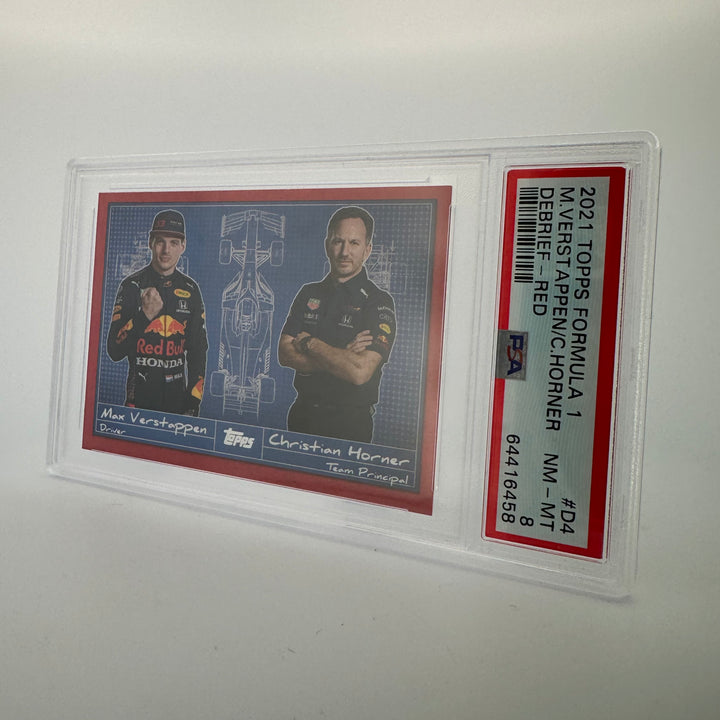 Red Bull
HONDA
HONDA
Max Verstappen
Driver
Topps
Christian Horner
Team Principal
2021 TOPPS FORMULA 1 #D4
M.VERSTAPPEN/C.HORNER NM - MT
DEBRIEF - RED 8
PSA 64416458